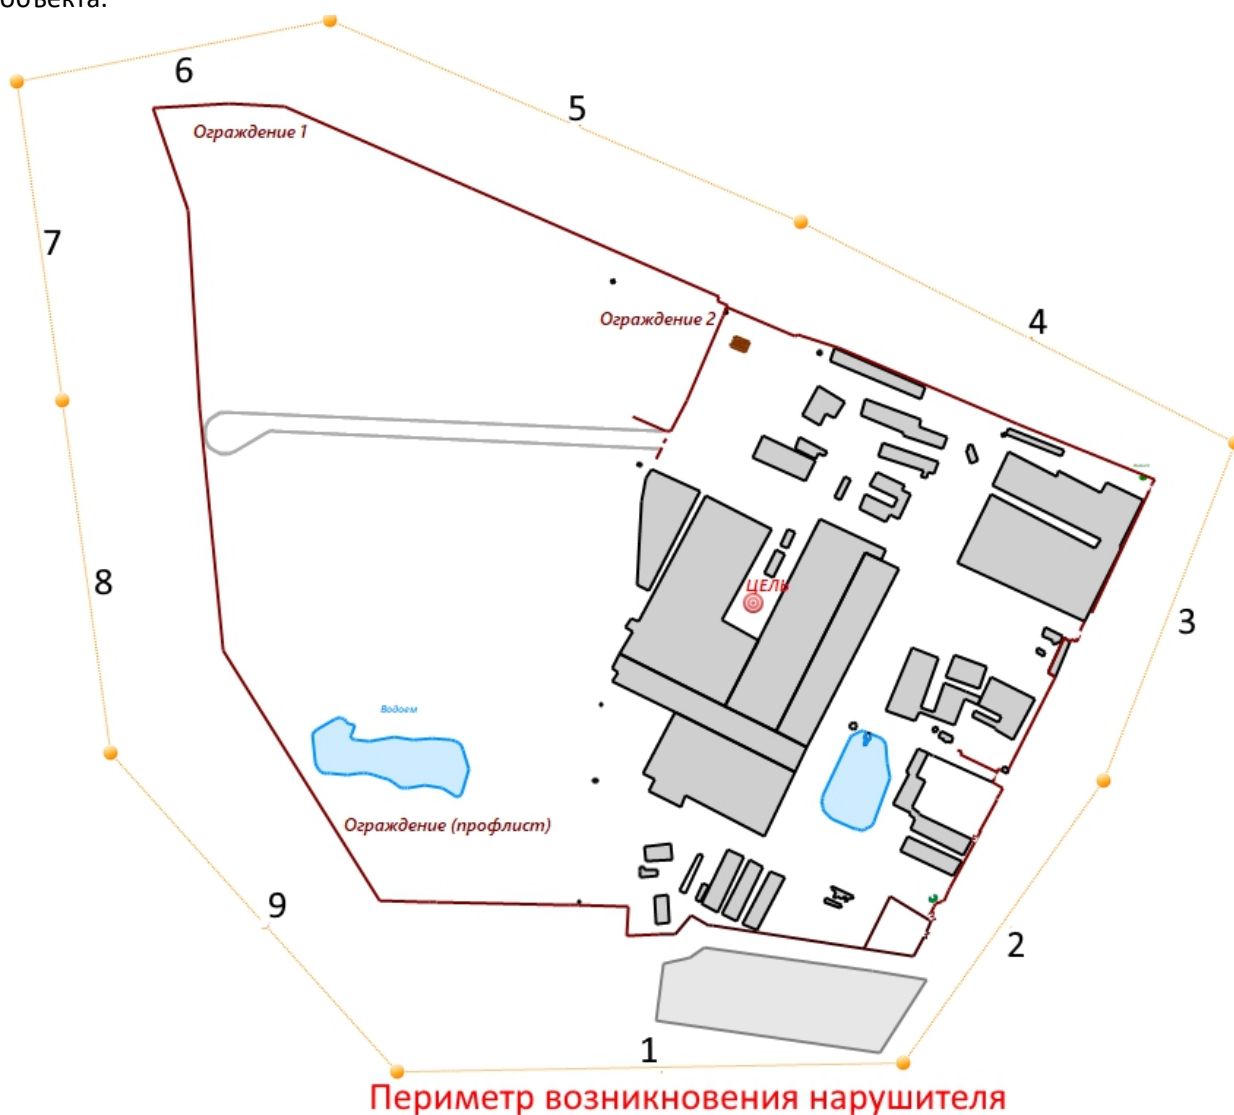 объекта.
6
5
Ограждение 1
7
Ограждение 2
4
ЦЕЛЬ
8
3
Водоем
Ограждение (профлист)
9
2
1
Периметр возникновения нарушителя